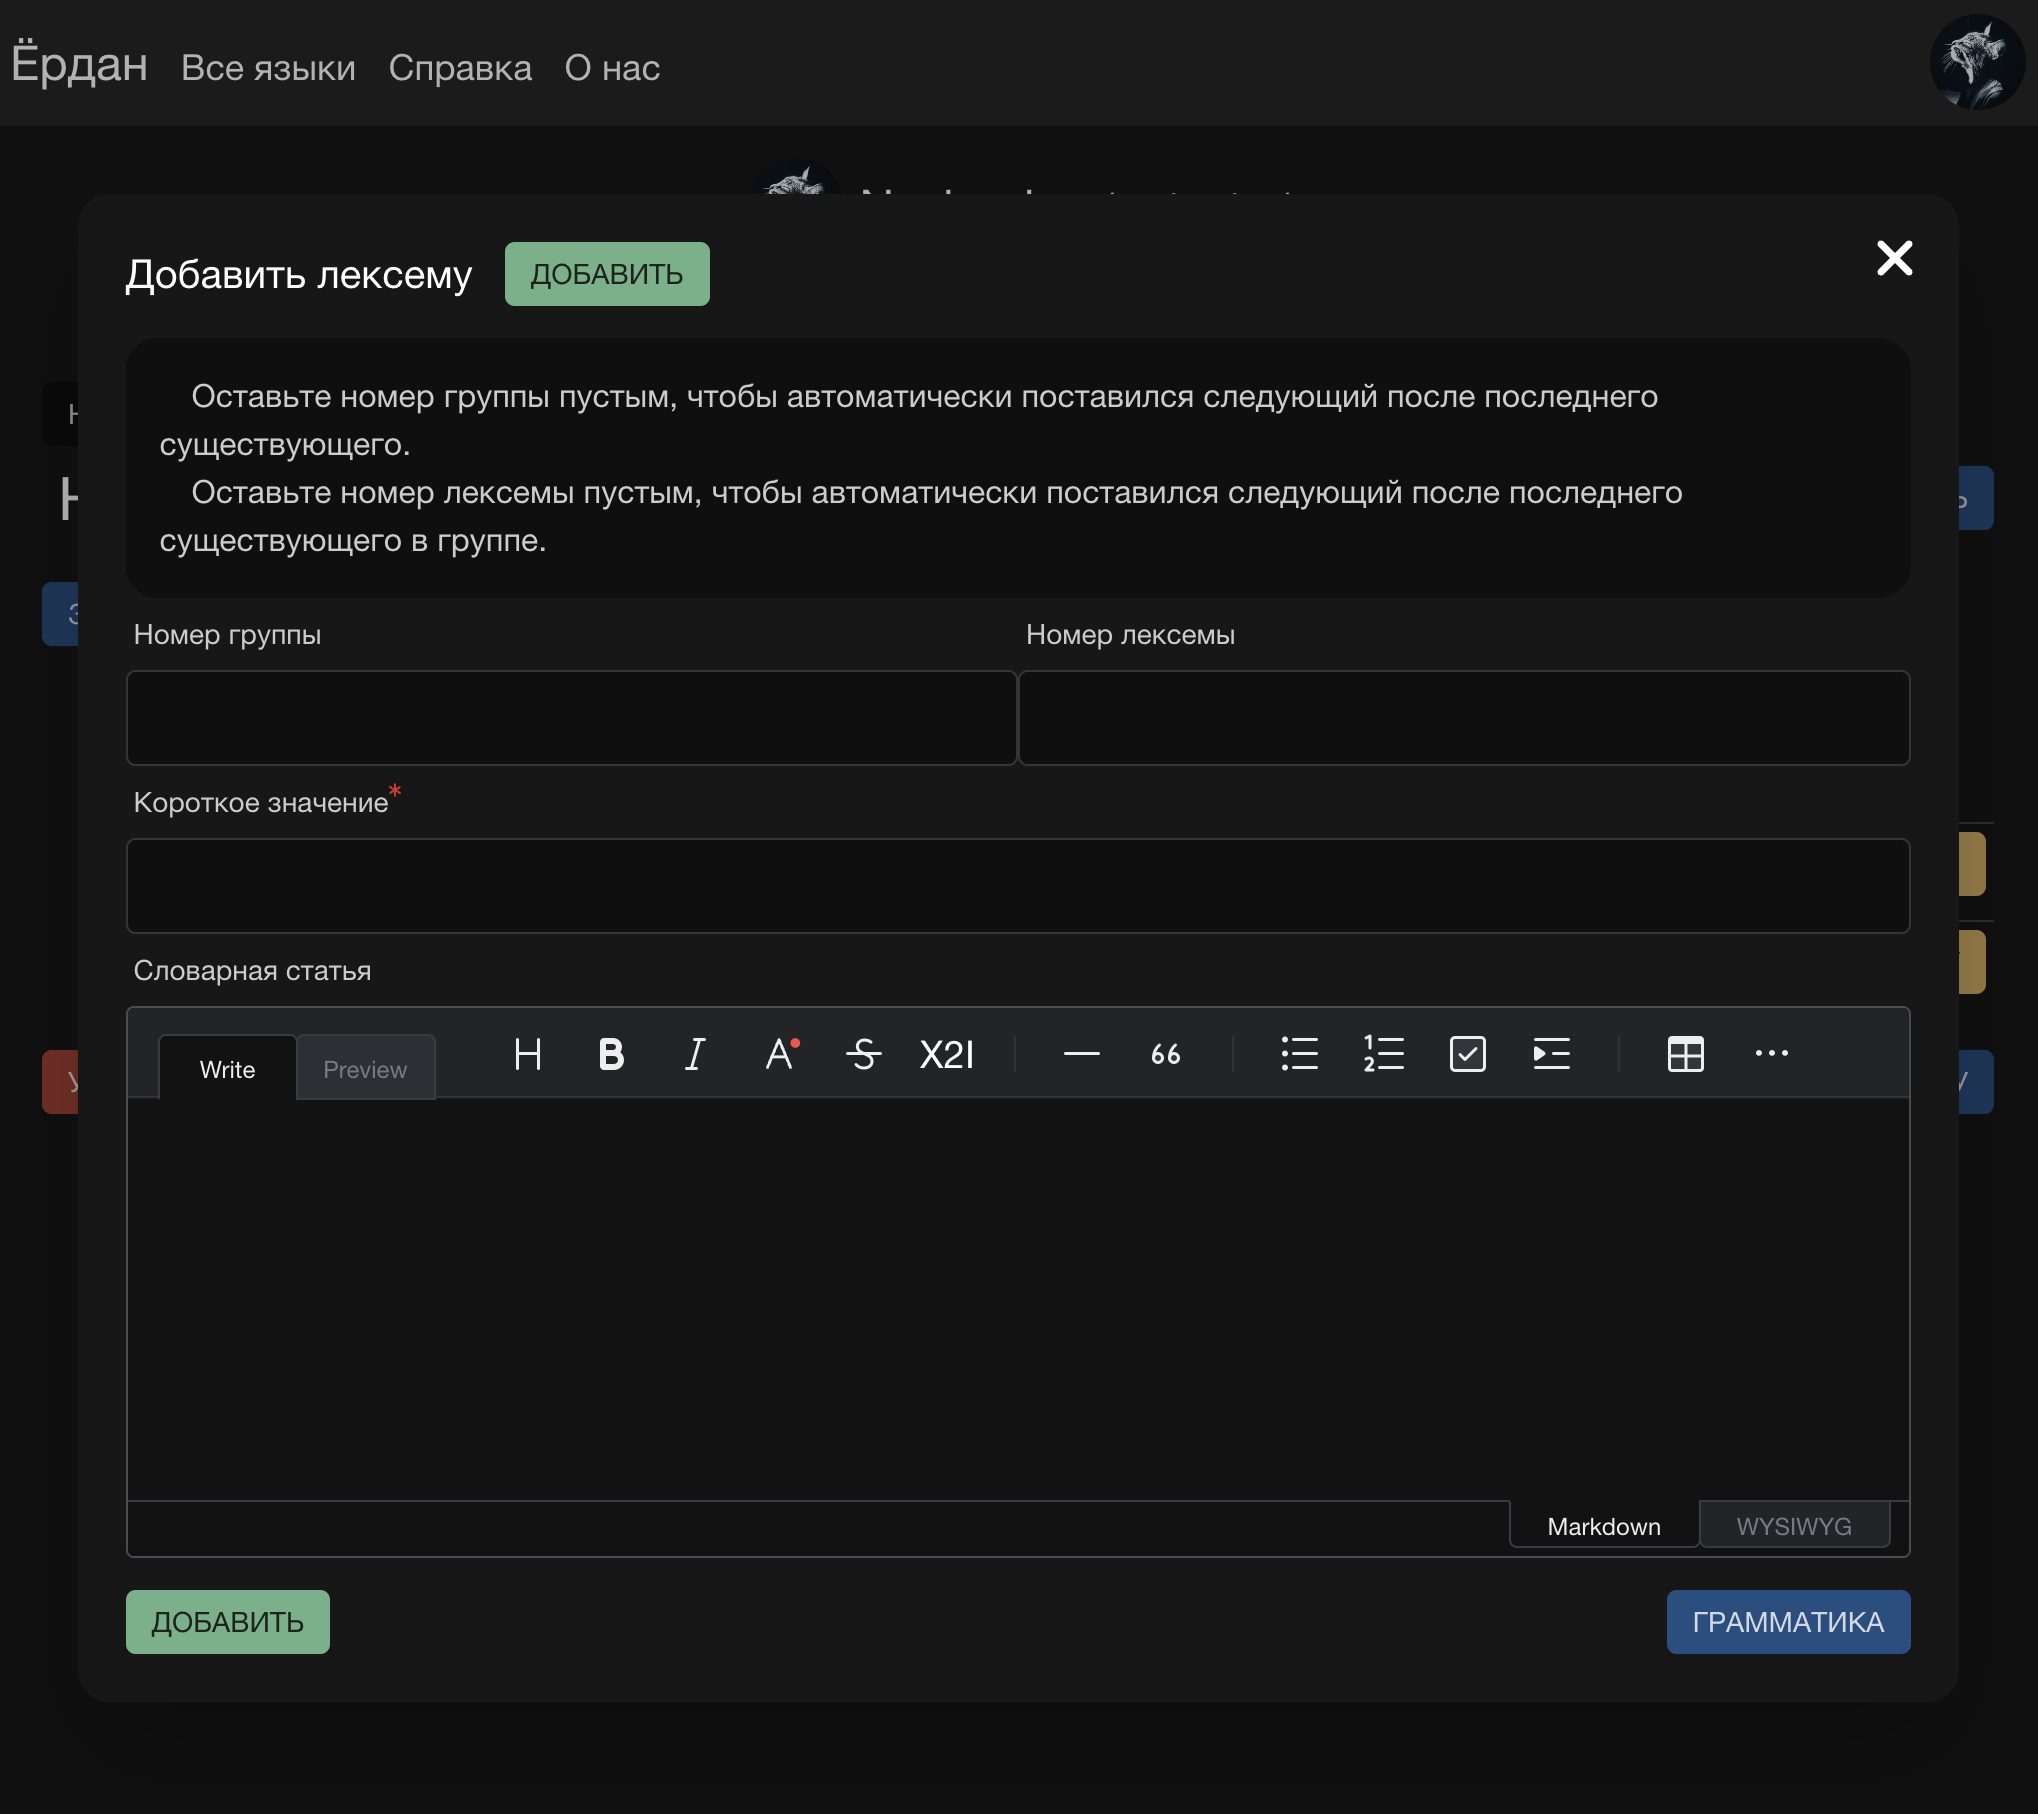 Ёрдан Все языки Справка О нас
Добавить лексему ДОБАВИТЬ
Оставьте номер группы пустым, чтобы автоматически поставился следующий после последнего
существующего.
Оставьте номер лексемы пустым, чтобы автоматически поставился следующий после последнего
существующего в группе.
Номер группы Номер лексемы
Короткое значение*
Словарная статья
Write Preview H B I A S X2I 66
Markdown WYSIWYG
ДОБАВИТЬ ГРАММАТИКА